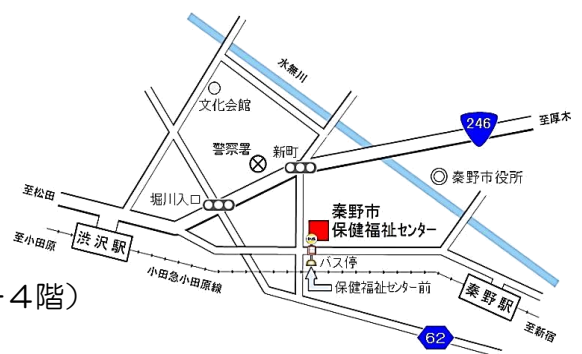 水無川
文化会館
246
至厚木
警察署
新町
秦野市役所
至松田
堀川入口
秦野市
保健福祉センター
至小田原
渋沢駅
バス停
小田急小田原線
保健福祉センター前
秦野駅
４階）
62
至新宿